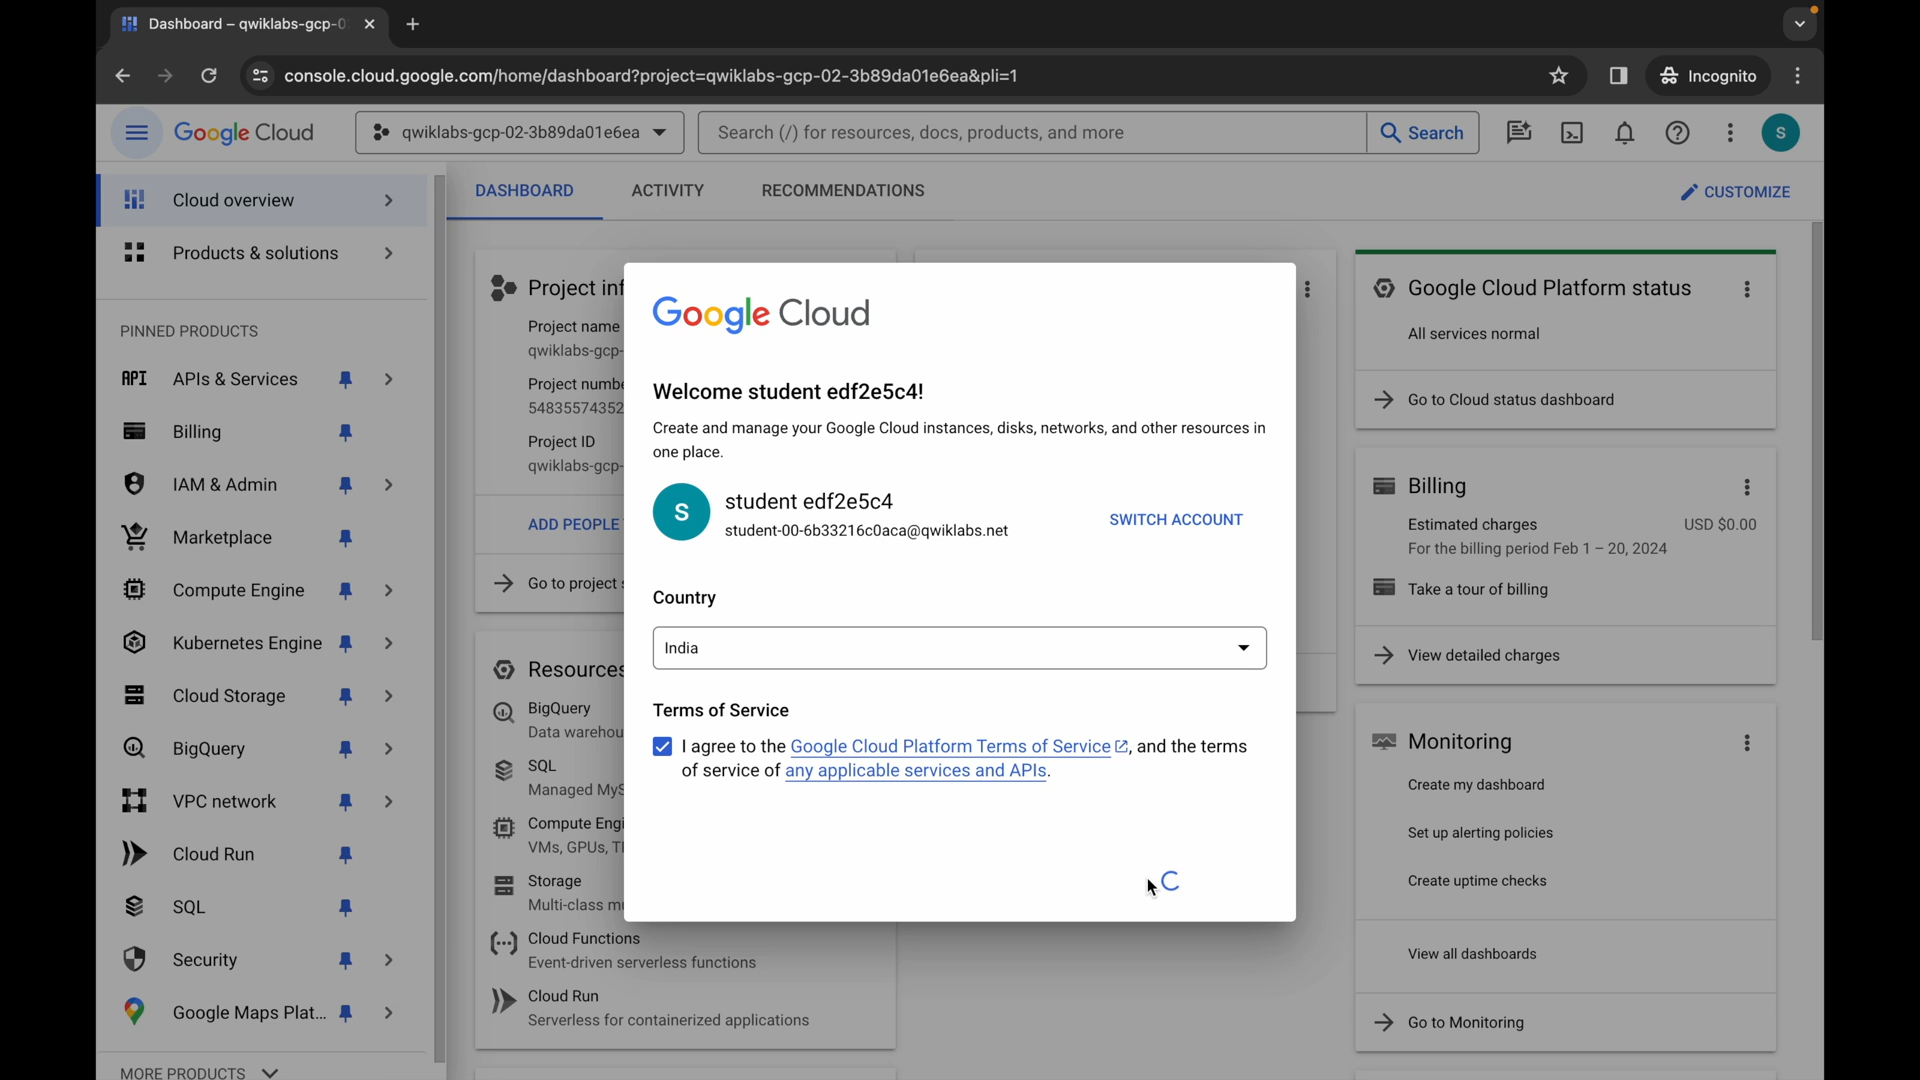 Dashboard – qwiklabs-gcp-0
console.cloud.google.com/home/dashboard?project=qwiklabs-gcp-02-3b89da01e6ea&pli=1
Incognito
Google Cloud
qwiklabs-gcp-02-3b89da01e6ea
Search (/) for resources, docs, products, and more
Search
S
Cloud overview
Products & solutions
PINNED PRODUCTS
API APIs & Services
Billing
IAM & Admin
Marketplace
Compute Engine
Kubernetes Engine
Cloud Storage
BigQuery
VPC network
Cloud Run
SQL
Security
Google Maps Plat...
MORE PRODUCTS
DASHBOARD
ACTIVITY
RECOMMENDATIONS
CUSTOMIZE
Project inf
Project name
qwiklabs-gcp-
Project numbe
54835574352
Project ID
qwiklabs-gcp-
ADD PEOPLE
Go to project s
Resources
BigQuery
Data warehou
SQL
Managed MyS
Compute Engi
VMs, GPUs, T
Storage
Multi-class mu
Cloud Functions
Event-driven serverless functions
Cloud Run
Serverless for containerized applications
Google Cloud
Welcome student edf2e5c4!
Create and manage your Google Cloud instances, disks, networks, and other resources in
one place.
S
student edf2e5c4
student-00-6b33216c0aca@qwiklabs.net
SWITCH ACCOUNT
Country
India
Terms of Service
I agree to the Google Cloud Platform Terms of Service, and the terms
of service of any applicable services and APIs.
Google Cloud Platform status
All services normal
Go to Cloud status dashboard
Billing
Estimated charges USD $0.00
For the billing period Feb 1 – 20, 2024
Take a tour of billing
View detailed charges
Monitoring
Create my dashboard
Set up alerting policies
Create uptime checks
View all dashboards
Go to Monitoring